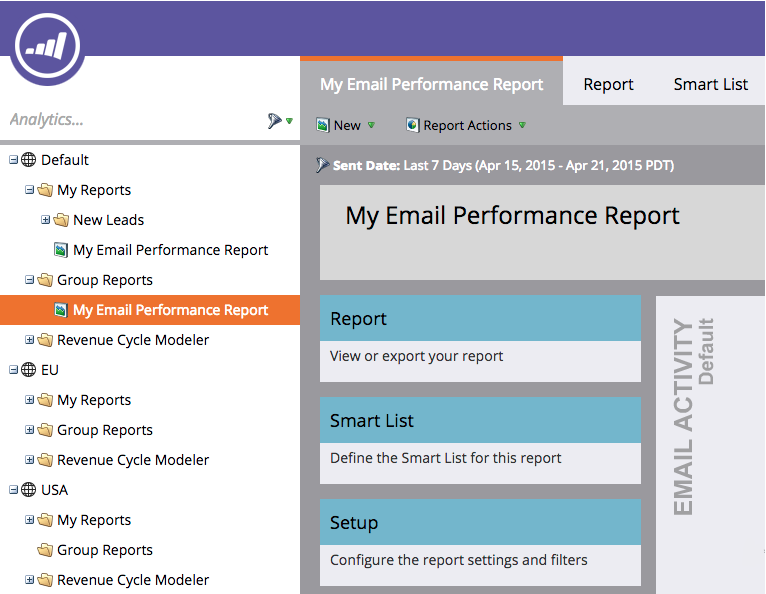 Analytics...
Default
My Reports
New Leads
My Email Performance Report
Group Reports
My Email Performance Report
Revenue Cycle Modeler
EU
My Reports
Group Reports
Revenue Cycle Modeler
USA
My Reports
Group Reports
Revenue Cycle Modeler
My Email Performance Report Report Smart List
New Report Actions
Sent Date: Last 7 Days (Apr 15, 2015 - Apr 21, 2015 PDT)
My Email Performance Report
Report
View or export your report
Smart List
Define the Smart List for this report
Setup
Configure the report settings and filters
EMAIL ACTIVITY
Default